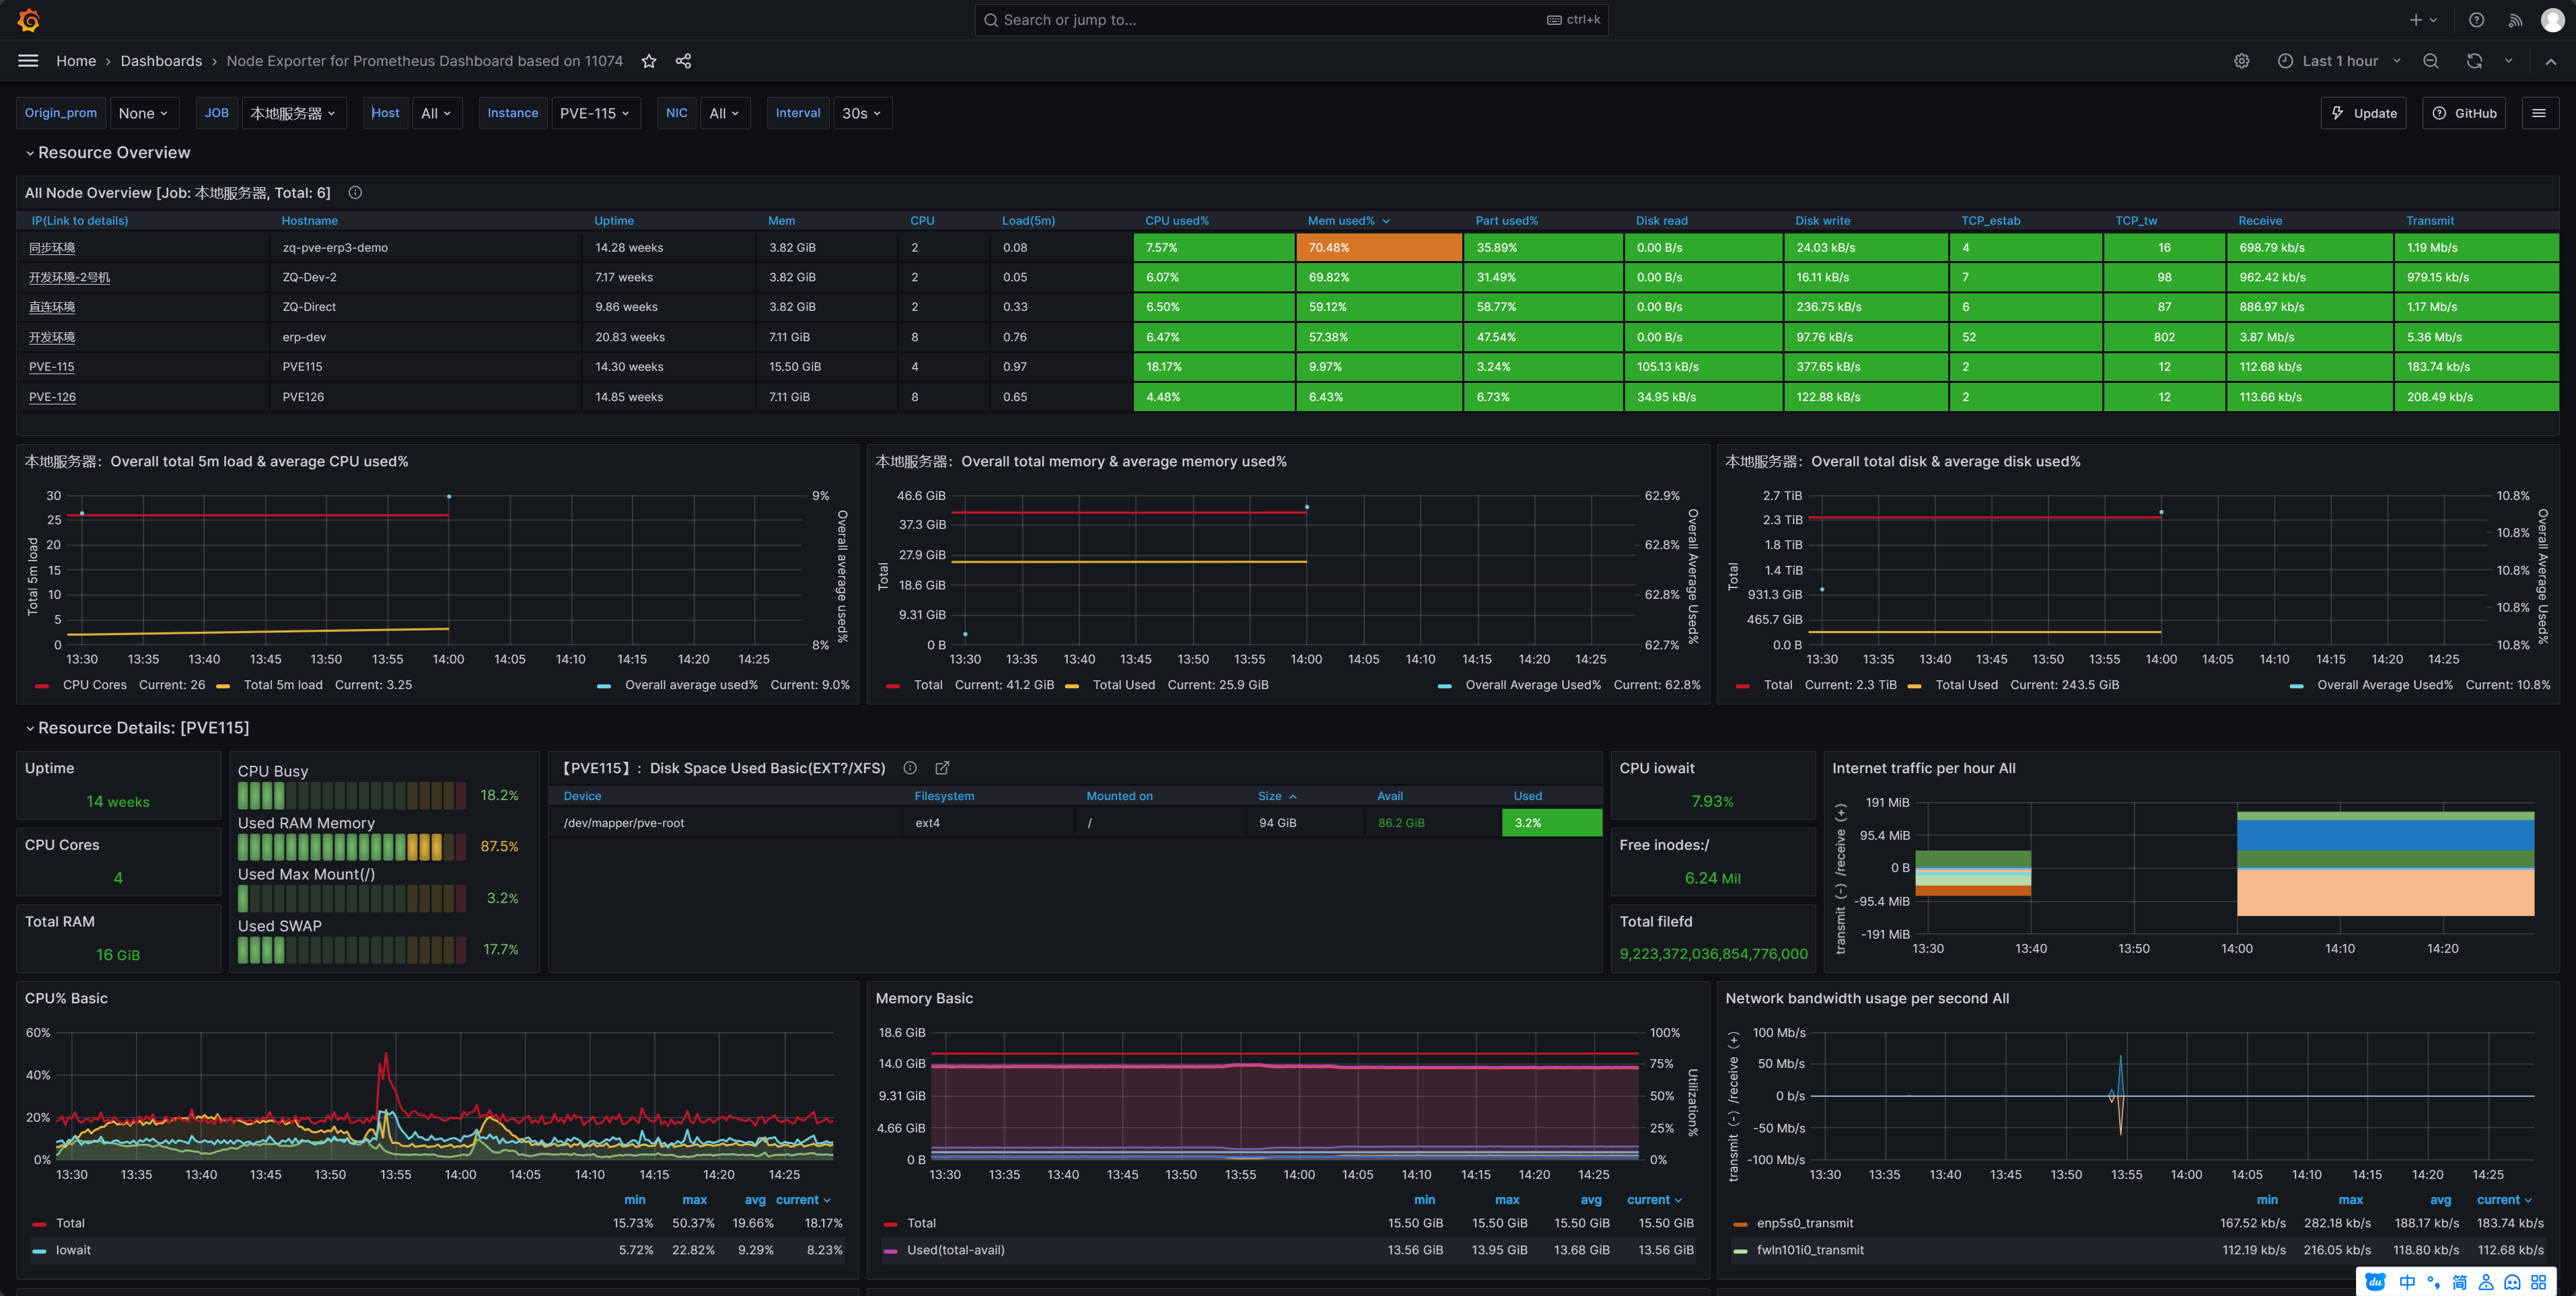 Search or jump to... ctrl+k
Home › Dashboards › Node Exporter for Prometheus Dashboard based on 11074
Last 1 hour
Origin_prom None JOB 本地服务器 Host All Instance PVE-115 NIC All Interval 30s Update GitHub
Resource Overview
All Node Overview [Job: 本地服务器, Total: 6]
IP(Link to details) Hostname Uptime Mem CPU Load(5m) CPU used% Mem used% Part used% Disk read Disk write TCP_estab TCP_tw Receive Transmit
同步环境 zq-pve-erp3-demo 14.28 weeks 3.82 GiB 2 0.08 7.57% 70.48% 35.89% 0.00 B/s 24.03 kB/s 4 16 698.79 kb/s 1.19 Mb/s
开发环境-2号机 ZQ-Dev-2 7.17 weeks 3.82 GiB 2 0.05 6.07% 69.82% 31.49% 0.00 B/s 16.11 kB/s 7 98 962.42 kb/s 979.15 kb/s
直连环境 ZQ-Direct 9.86 weeks 3.82 GiB 2 0.33 6.50% 59.12% 58.77% 0.00 B/s 236.75 kB/s 6 87 886.97 kb/s 1.17 Mb/s
开发环境 erp-dev 20.83 weeks 7.11 GiB 8 0.76 6.47% 57.38% 47.54% 0.00 B/s 97.76 kB/s 52 802 3.87 Mb/s 5.36 Mb/s
PVE-115 PVE115 14.30 weeks 15.50 GiB 4 0.97 18.17% 9.97% 3.24% 105.13 kB/s 377.65 kB/s 2 12 112.68 kb/s 183.74 kb/s
PVE-126 PVE126 14.85 weeks 7.11 GiB 8 0.65 4.48% 6.43% 6.73% 34.95 kB/s 122.88 kB/s 2 12 113.66 kb/s 208.49 kb/s
本地服务器：Overall total 5m load & average CPU used%
Total 5m load
30
25
20
15
10
5
0
9%
8%
Overall average used%
13:30 13:35 13:40 13:45 13:50 13:55 14:00 14:05 14:10 14:15 14:20 14:25
CPU Cores Current: 26 Total 5m load Current: 3.25 Overall average used% Current: 9.0%
本地服务器：Overall total memory & average memory used%
Total
46.6 GiB
37.3 GiB
27.9 GiB
18.6 GiB
9.31 GiB
0 B
62.9%
62.8%
62.8%
62.7%
Overall Average Used%
13:30 13:35 13:40 13:45 13:50 13:55 14:00 14:05 14:10 14:15 14:20 14:25
Total Current: 41.2 GiB Total Used Current: 25.9 GiB Overall Average Used% Current: 62.8%
本地服务器：Overall total disk & average disk used%
Total
2.7 TiB
2.3 TiB
1.8 TiB
1.4 TiB
931.3 GiB
465.7 GiB
0.0 B
10.8%
10.8%
10.8%
10.8%
10.8%
Overall Average Used%
13:30 13:35 13:40 13:45 13:50 13:55 14:00 14:05 14:10 14:15 14:20 14:25
Total Current: 2.3 TiB Total Used Current: 243.5 GiB Overall Average Used% Current: 10.8%
Resource Details: [PVE115]
Uptime
14 weeks
CPU Cores
4
Total RAM
16 GiB
CPU Busy
18.2%
Used RAM Memory
87.5%
Used Max Mount(/)
3.2%
Used SWAP
17.7%
【PVE115】: Disk Space Used Basic(EXT?/XFS)
Device Filesystem Mounted on Size Avail Used
/dev/mapper/pve-root ext4 / 94 GiB 86.2 GiB 3.2%
CPU iowait
7.93%
Free inodes:/
6.24 Mil
Total filefd
9,223,372,036,854,776,000
Internet traffic per hour All
transmit（-）/receive（+）
191 MiB
95.4 MiB
0 B
-95.4 MiB
-191 MiB
13:30 13:40 13:50 14:00 14:10 14:20
CPU% Basic
60%
40%
20%
0%
13:30 13:35 13:40 13:45 13:50 13:55 14:00 14:05 14:10 14:15 14:20 14:25
min max avg current
Total 15.73% 50.37% 19.66% 18.17%
Iowait 5.72% 22.82% 9.29% 8.23%
Memory Basic
18.6 GiB
14.0 GiB
9.31 GiB
4.66 GiB
0 B
100%
75%
50%
25%
0%
Utilization%
13:30 13:35 13:40 13:45 13:50 13:55 14:00 14:05 14:10 14:15 14:20 14:25
min max avg current
Total 15.50 GiB 15.50 GiB 15.50 GiB 15.50 GiB
Used(total-avail) 13.56 GiB 13.95 GiB 13.68 GiB 13.56 GiB
Network bandwidth usage per second All
transmit（-）/receive（+）
100 Mb/s
50 Mb/s
0 b/s
-50 Mb/s
-100 Mb/s
13:30 13:35 13:40 13:45 13:50 13:55 14:00 14:05 14:10 14:15 14:20 14:25
min max avg current
enp5s0_transmit 167.52 kb/s 282.18 kb/s 188.17 kb/s 183.74 kb/s
fwln101i0_transmit 112.19 kb/s 216.05 kb/s 118.80 kb/s 112.68 kb/s
du 中 °, 简